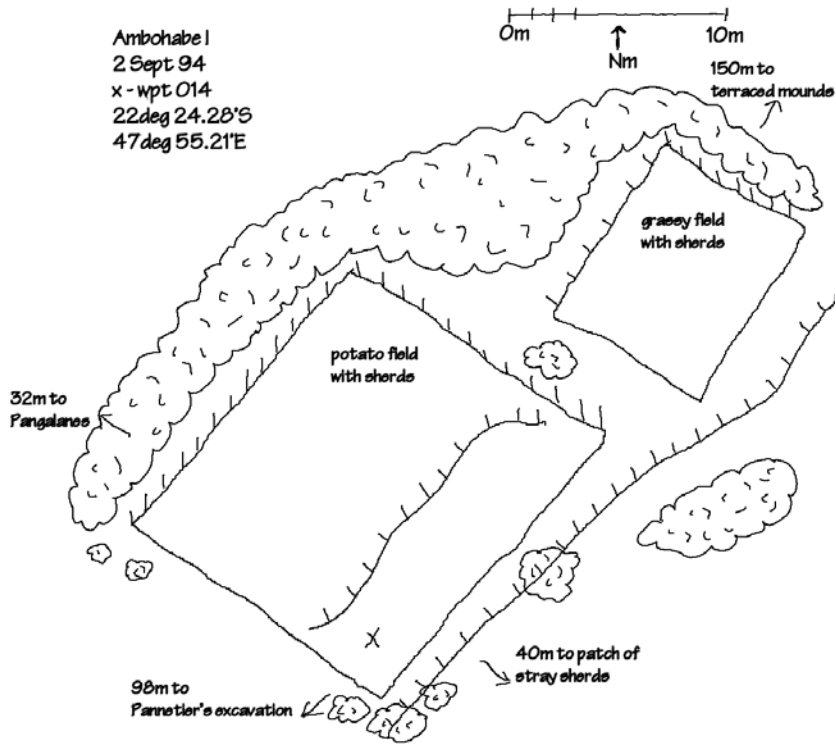 Ambohabe I
2 Sept 94
x - wpt 014
22deg 24.28'S
47deg 55.21'E
0m
10m
Nm
150m to
terraced mounds
grassy field
with sherds
potato field
with sherds
32m to
Pangalanes
x
40m to patch of
stray sherds
98m to
Pannetier's excavation